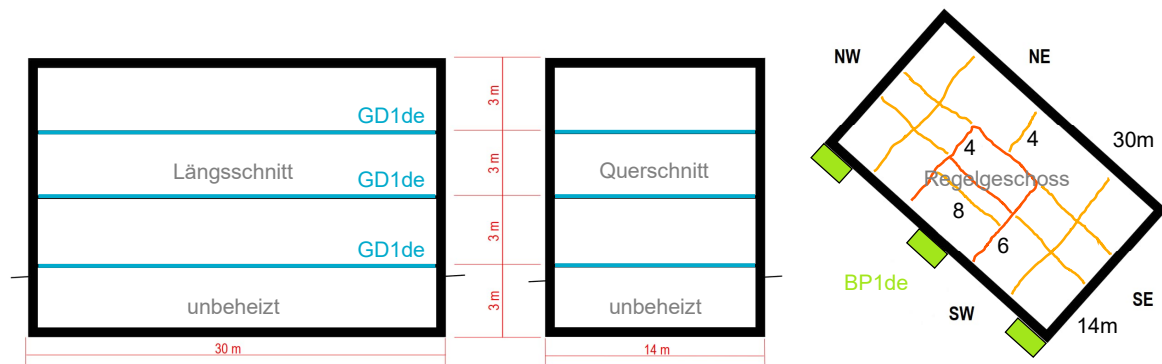 GD1de
Längsschnitt
GD1de
GD1de
unbeheizt
30 m
3 m
3 m
3 m
3 m
Querschnitt
unbeheizt
14 m
NW
NE
4
4
30m
Regelgeschoss
8
6
BP1de
SW
SE
14m